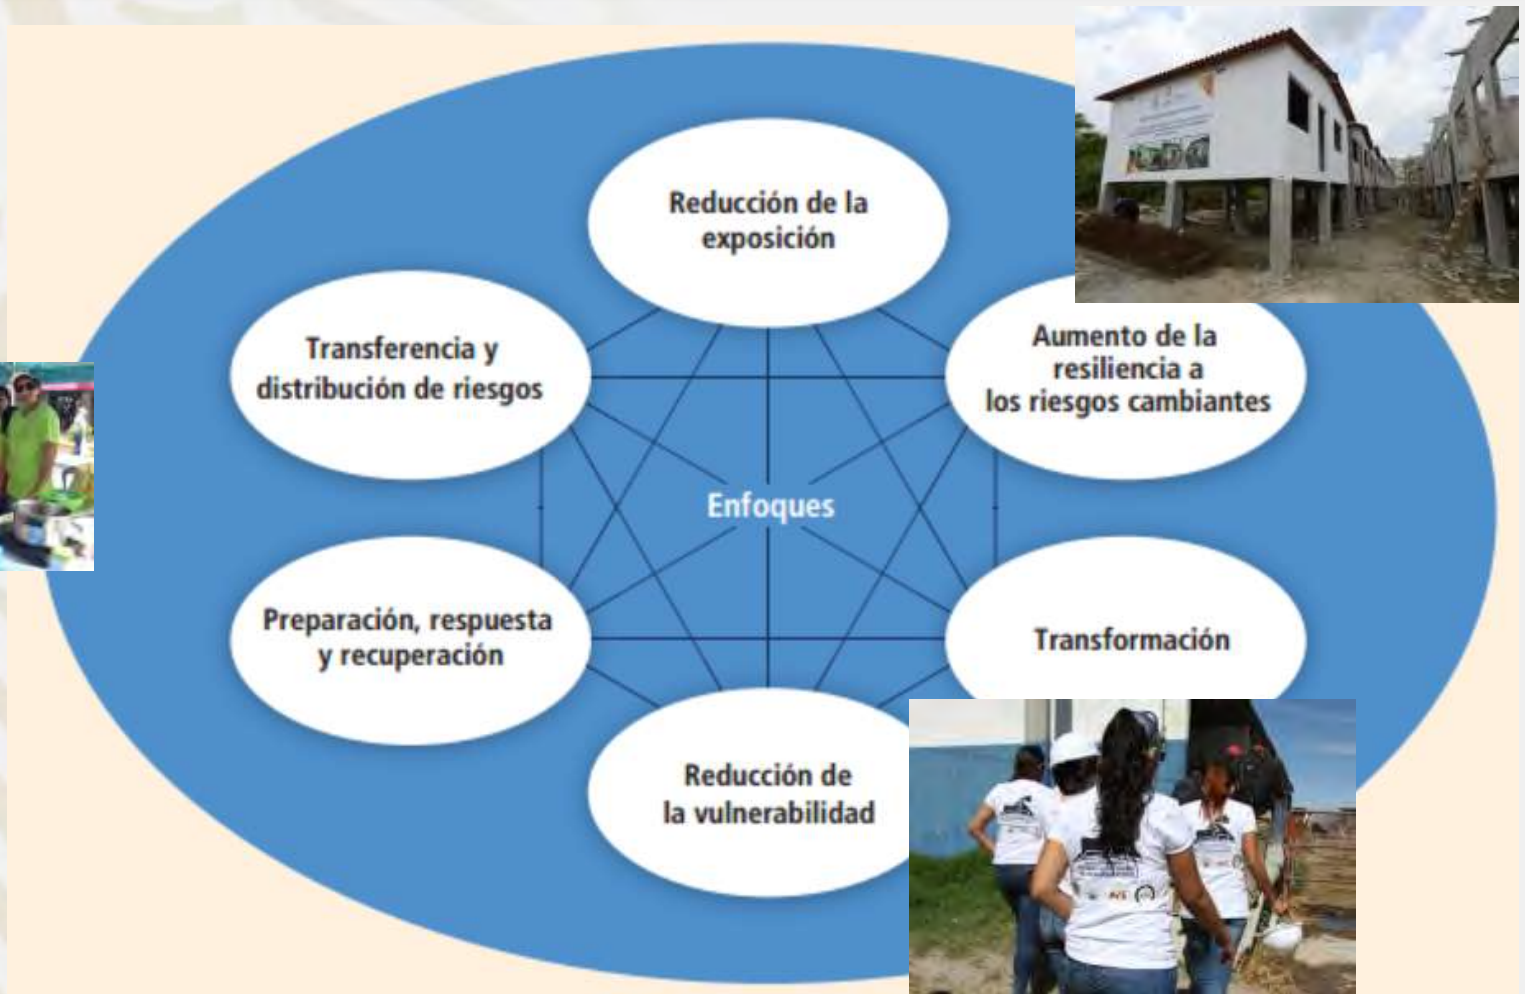 Reducción de la
exposición
Transferencia y
distribución de riesgos
Aumento de la
resiliencia a
los riesgos cambiantes
Enfoques
Preparación, respuesta
y recuperación
Transformación
Reducción de
la vulnerabilidad